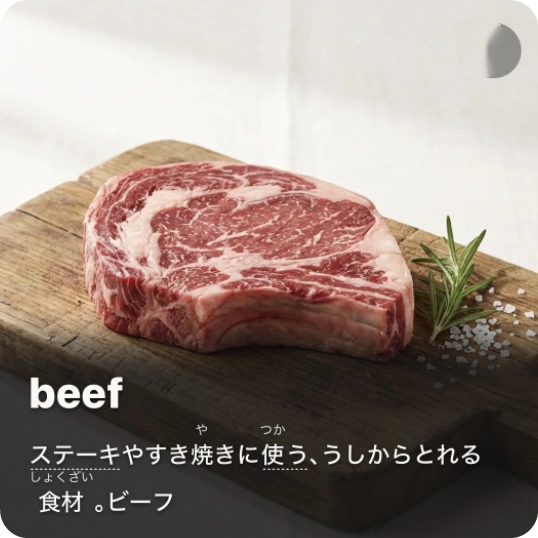 beef
や つか
ステーキやすき焼きに使う、うしからとれる
しょくざい
食材 。ビーフ